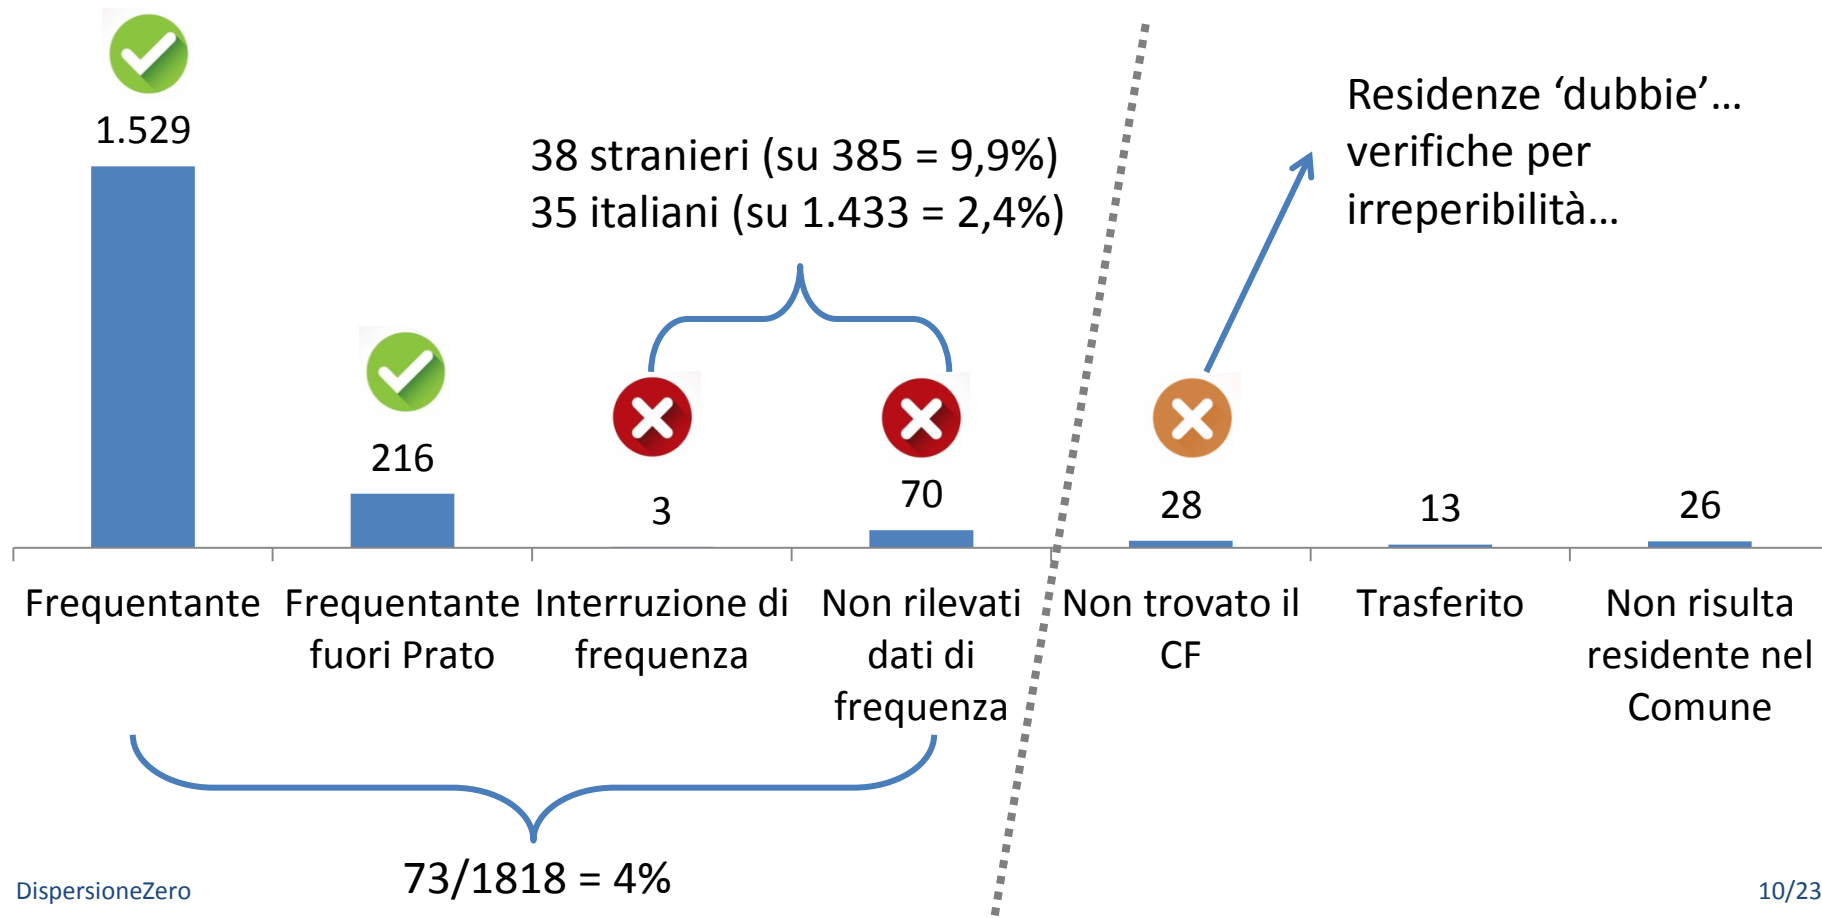 1.529
38 stranieri (su 385 = 9,9%)
35 italiani (su 1.433 = 2,4%)
Residenze ‘dubbie’…
verifiche per
irreperibilità…
216
3
70
28
13
26
Frequentante
Frequentante
fuori Prato
Interruzione di
frequenza
Non rilevati
dati di
frequenza
Non trovato il
CF
Trasferito
Non risulta
residente nel
Comune
73/1818 = 4%
DispersioneZero
10/23